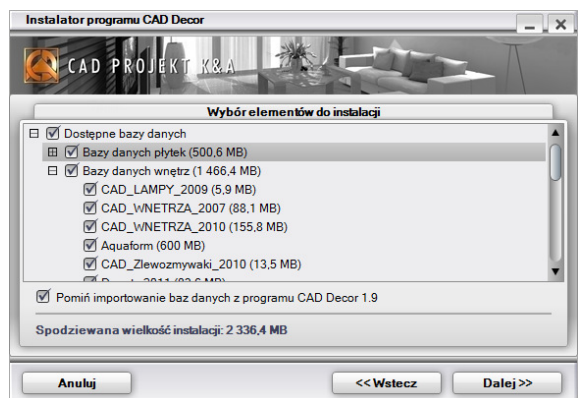 Instalator programu CAD Decor
CAD PROJEKT K&A
Wybór elementów do instalacji
Dostępne bazy danych
Bazy danych płytek (500,6 MB)
Bazy danych wnętrz (1 466,4 MB)
CAD_LAMPY_2009 (5,9 MB)
CAD_WNETRZA_2007 (88,1 MB)
CAD_WNETRZA_2010 (155,8 MB)
Aquaform (600 MB)
CAD_Zlewozmywaki_2010 (13,5 MB)
Pomiń importowanie baz danych z programu CAD Decor 1.9
Spodziewana wielkość instalacji: 2 336,4 MB
Anuluj
<< Wstecz
Dalej >>